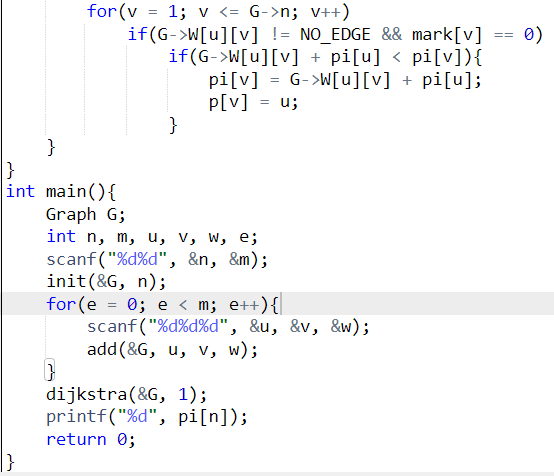 for(v = 1; v <= G->n; v++)
if(G->W[u][v] != NO_EDGE && mark[v] == 0)
if(G->W[u][v] + pi[u] < pi[v]){
pi[v] = G->W[u][v] + pi[u];
p[v] = u;
}
}
}
int main(){
Graph G;
int n, m, u, v, w, e;
scanf("%d%d", &n, &m);
init(&G, n);
for(e = 0; e < m; e++){
scanf("%d%d%d", &u, &v, &w);
add(&G, u, v, w);
}
dijkstra(&G, 1);
printf("%d", pi[n]);
return 0;
}